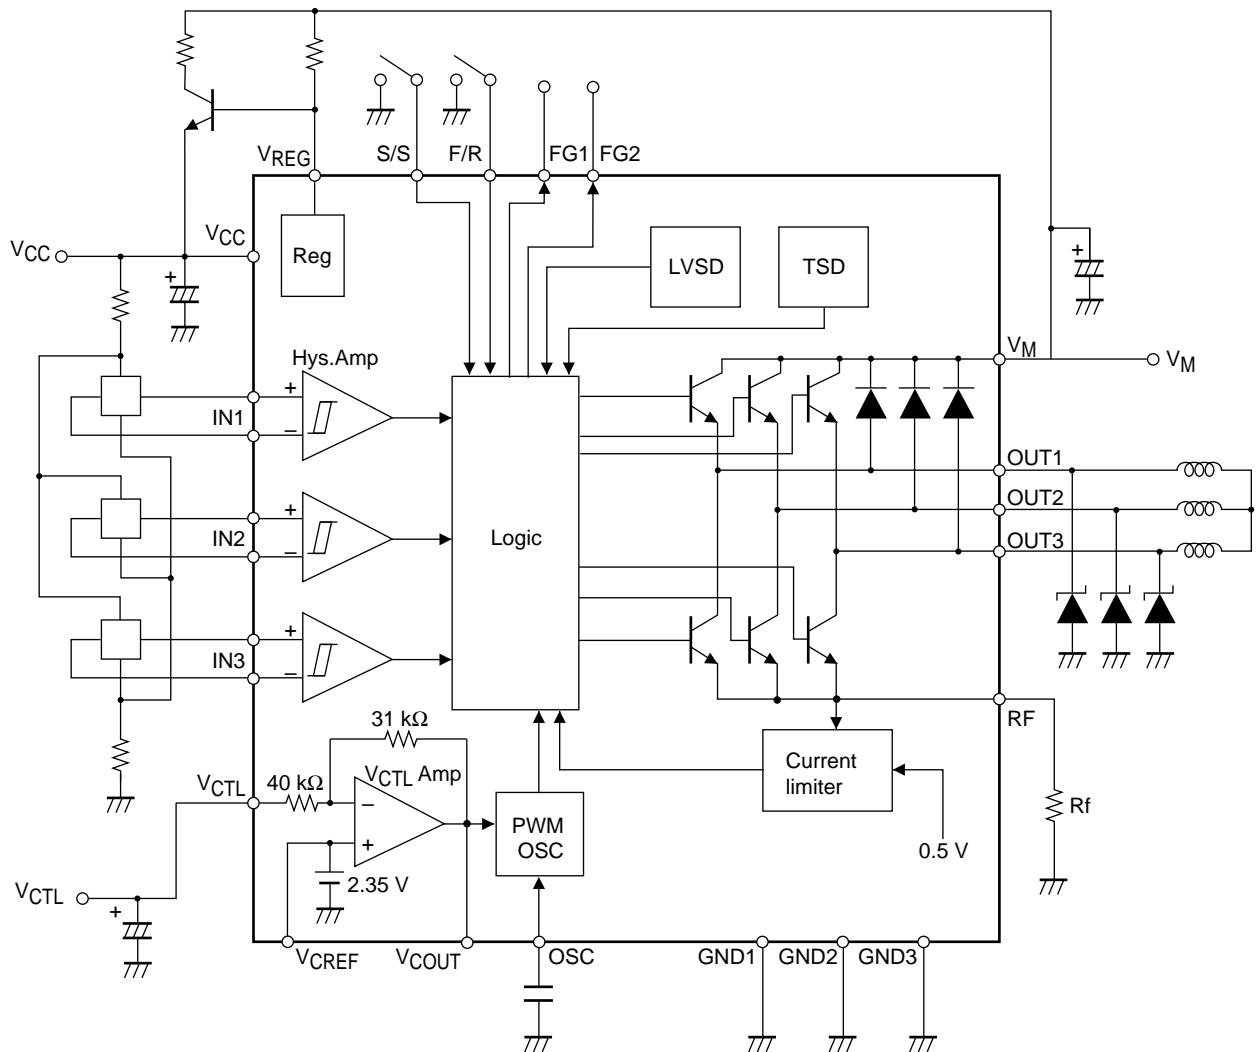 VREG
S/S
F/R
FG1
FG2
VCC
VCC
Reg
LVSD
TSD
Hys.Amp
VM
VM
+
+
+
IN1
–
OUT1
+
IN2
–
Logic
OUT2
OUT3
+
IN3
–
RF
31 kΩ
VCTL
40 kΩ
VCTL Amp
–
+
2.35 V
PWM
OSC
Current
limiter
0.5 V
Rf
VCTL
+
VCREF
VCOUT
OSC
GND1
GND2
GND3